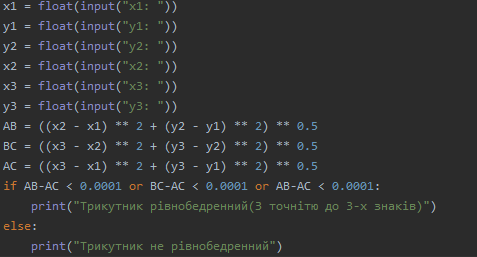 x1 = float(input("x1: "))
y1 = float(input("y1: "))
y2 = float(input("y2: "))
x2 = float(input("x2: "))
x3 = float(input("x3: "))
y3 = float(input("y3: "))
AB = ((x2 - x1) ** 2 + (y2 - y1) ** 2) ** 0.5
BC = ((x3 - x2) ** 2 + (y3 - y2) ** 2) ** 0.5
AC = ((x3 - x1) ** 2 + (y3 - y1) ** 2) ** 0.5
if AB-AC < 0.0001 or BC-AC < 0.0001 or AB-AC < 0.0001:
    print("Трикутник рівнобедренний(З точнітю до 3-х знаків)")
else:
    print("Трикутник не рівнобедренний")